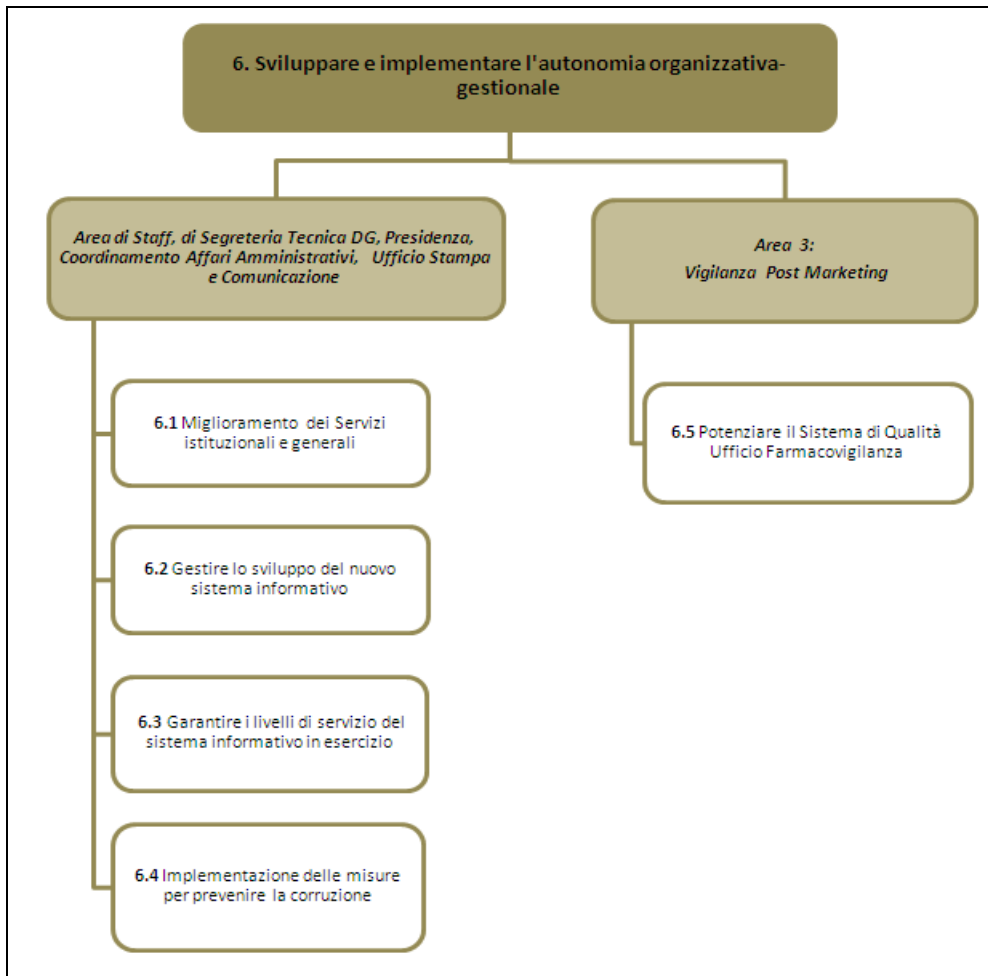 6. Sviluppare e implementare l'autonomia organizzativa-
gestionale
Area di Staff, di Segreteria Tecnica DG, Presidenza,
Coordinamento Affari Amministrativi, Ufficio Stampa
e Comunicazione
Area 3:
Vigilanza Post Marketing
6.1 Miglioramento dei Servizi
istituzionali e generali
6.5 Potenziare il Sistema di Qualità
Ufficio Farmacovigilanza
6.2 Gestire lo sviluppo del nuovo
sistema informativo
6.3 Garantire i livelli di servizio del
sistema informativo in esercizio
6.4 Implementazione delle misure
per prevenire la corruzione